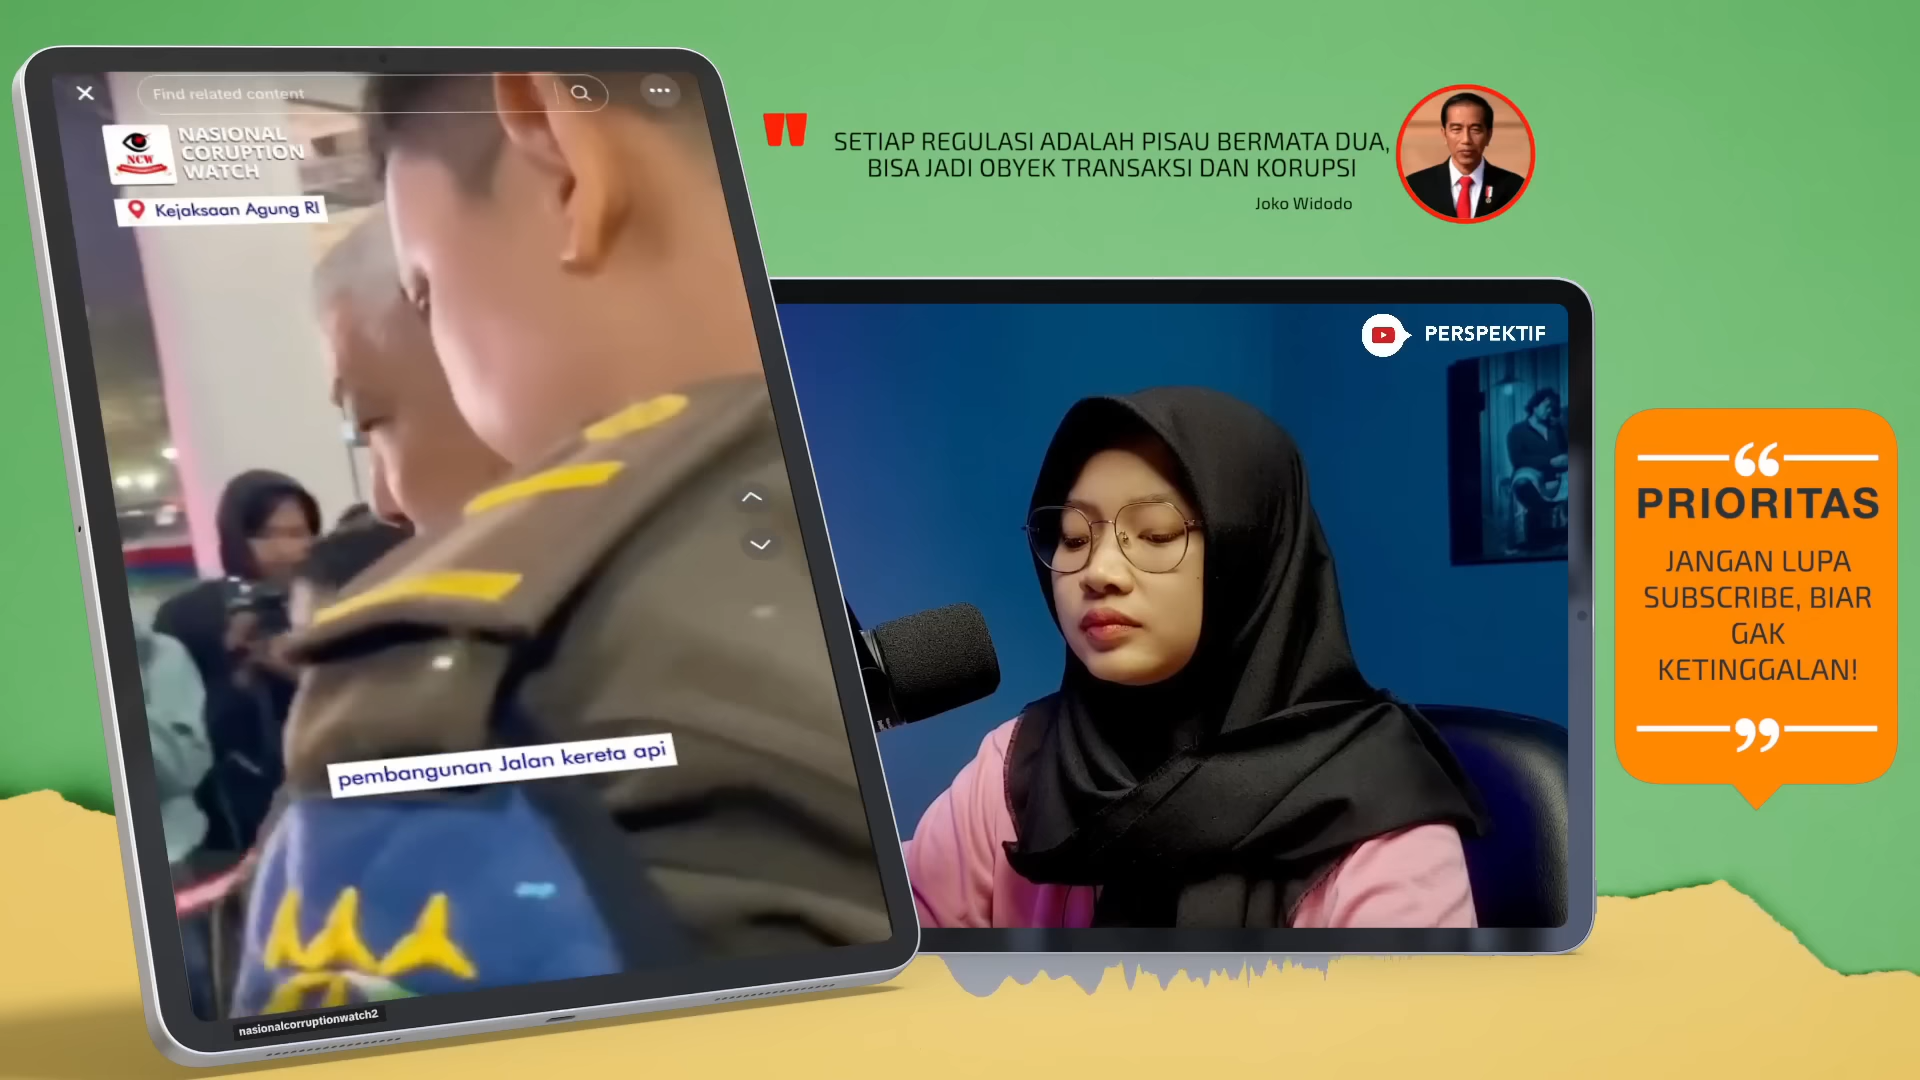 Find related content
NCW
NASIONAL
CORUPTION
WATCH
Kejaksaan Agung RI
pembangunan Jalan kereta api
nasionalcorruptionwatch2
SETIAP REGULASI ADALAH PISAU BERMATA DUA,
BISA JADI OBYEK TRANSAKSI DAN KORUPSI
Joko Widodo
PERSPEKTIF
PRIORITAS
JANGAN LUPA
SUBSCRIBE, BIAR
GAK
KETINGGALAN!